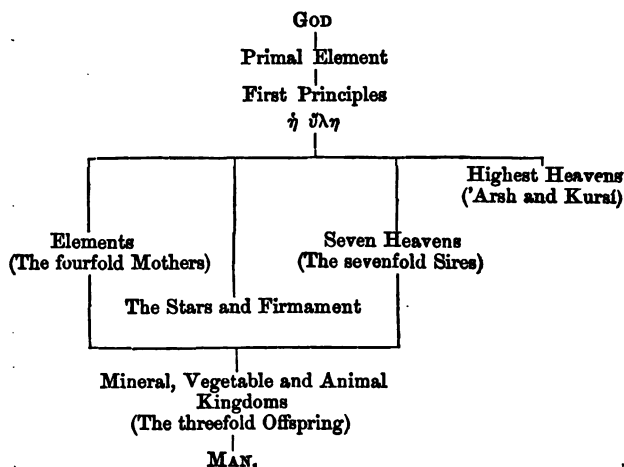 GOD
Primal Element
First Principles
ἡ ὕλη
Highest Heavens
('Arsh and Kursí)
Elements
(The fourfold Mothers)
Seven Heavens
(The sevenfold Sires)
The Stars and Firmament
Mineral, Vegetable and Animal
Kingdoms
(The threefold Offspring)
MAN.